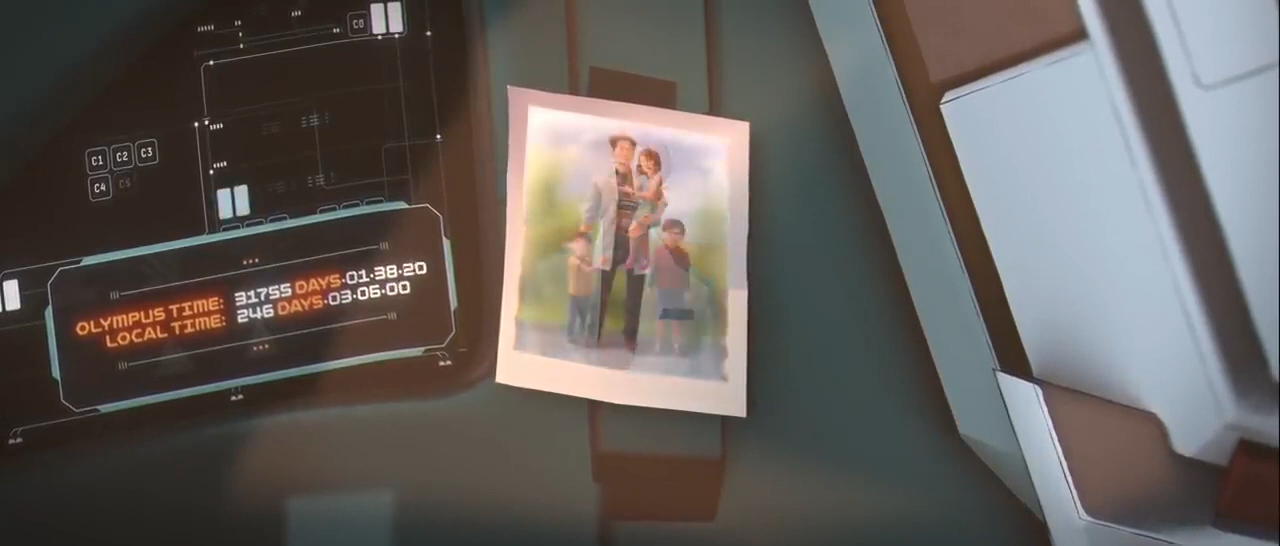 C0
C1 C2 C3
C4 C5
OLYMPUS TIME: 31755 DAYS·01·38·20
LOCAL TIME: 246 DAYS·03·06·00